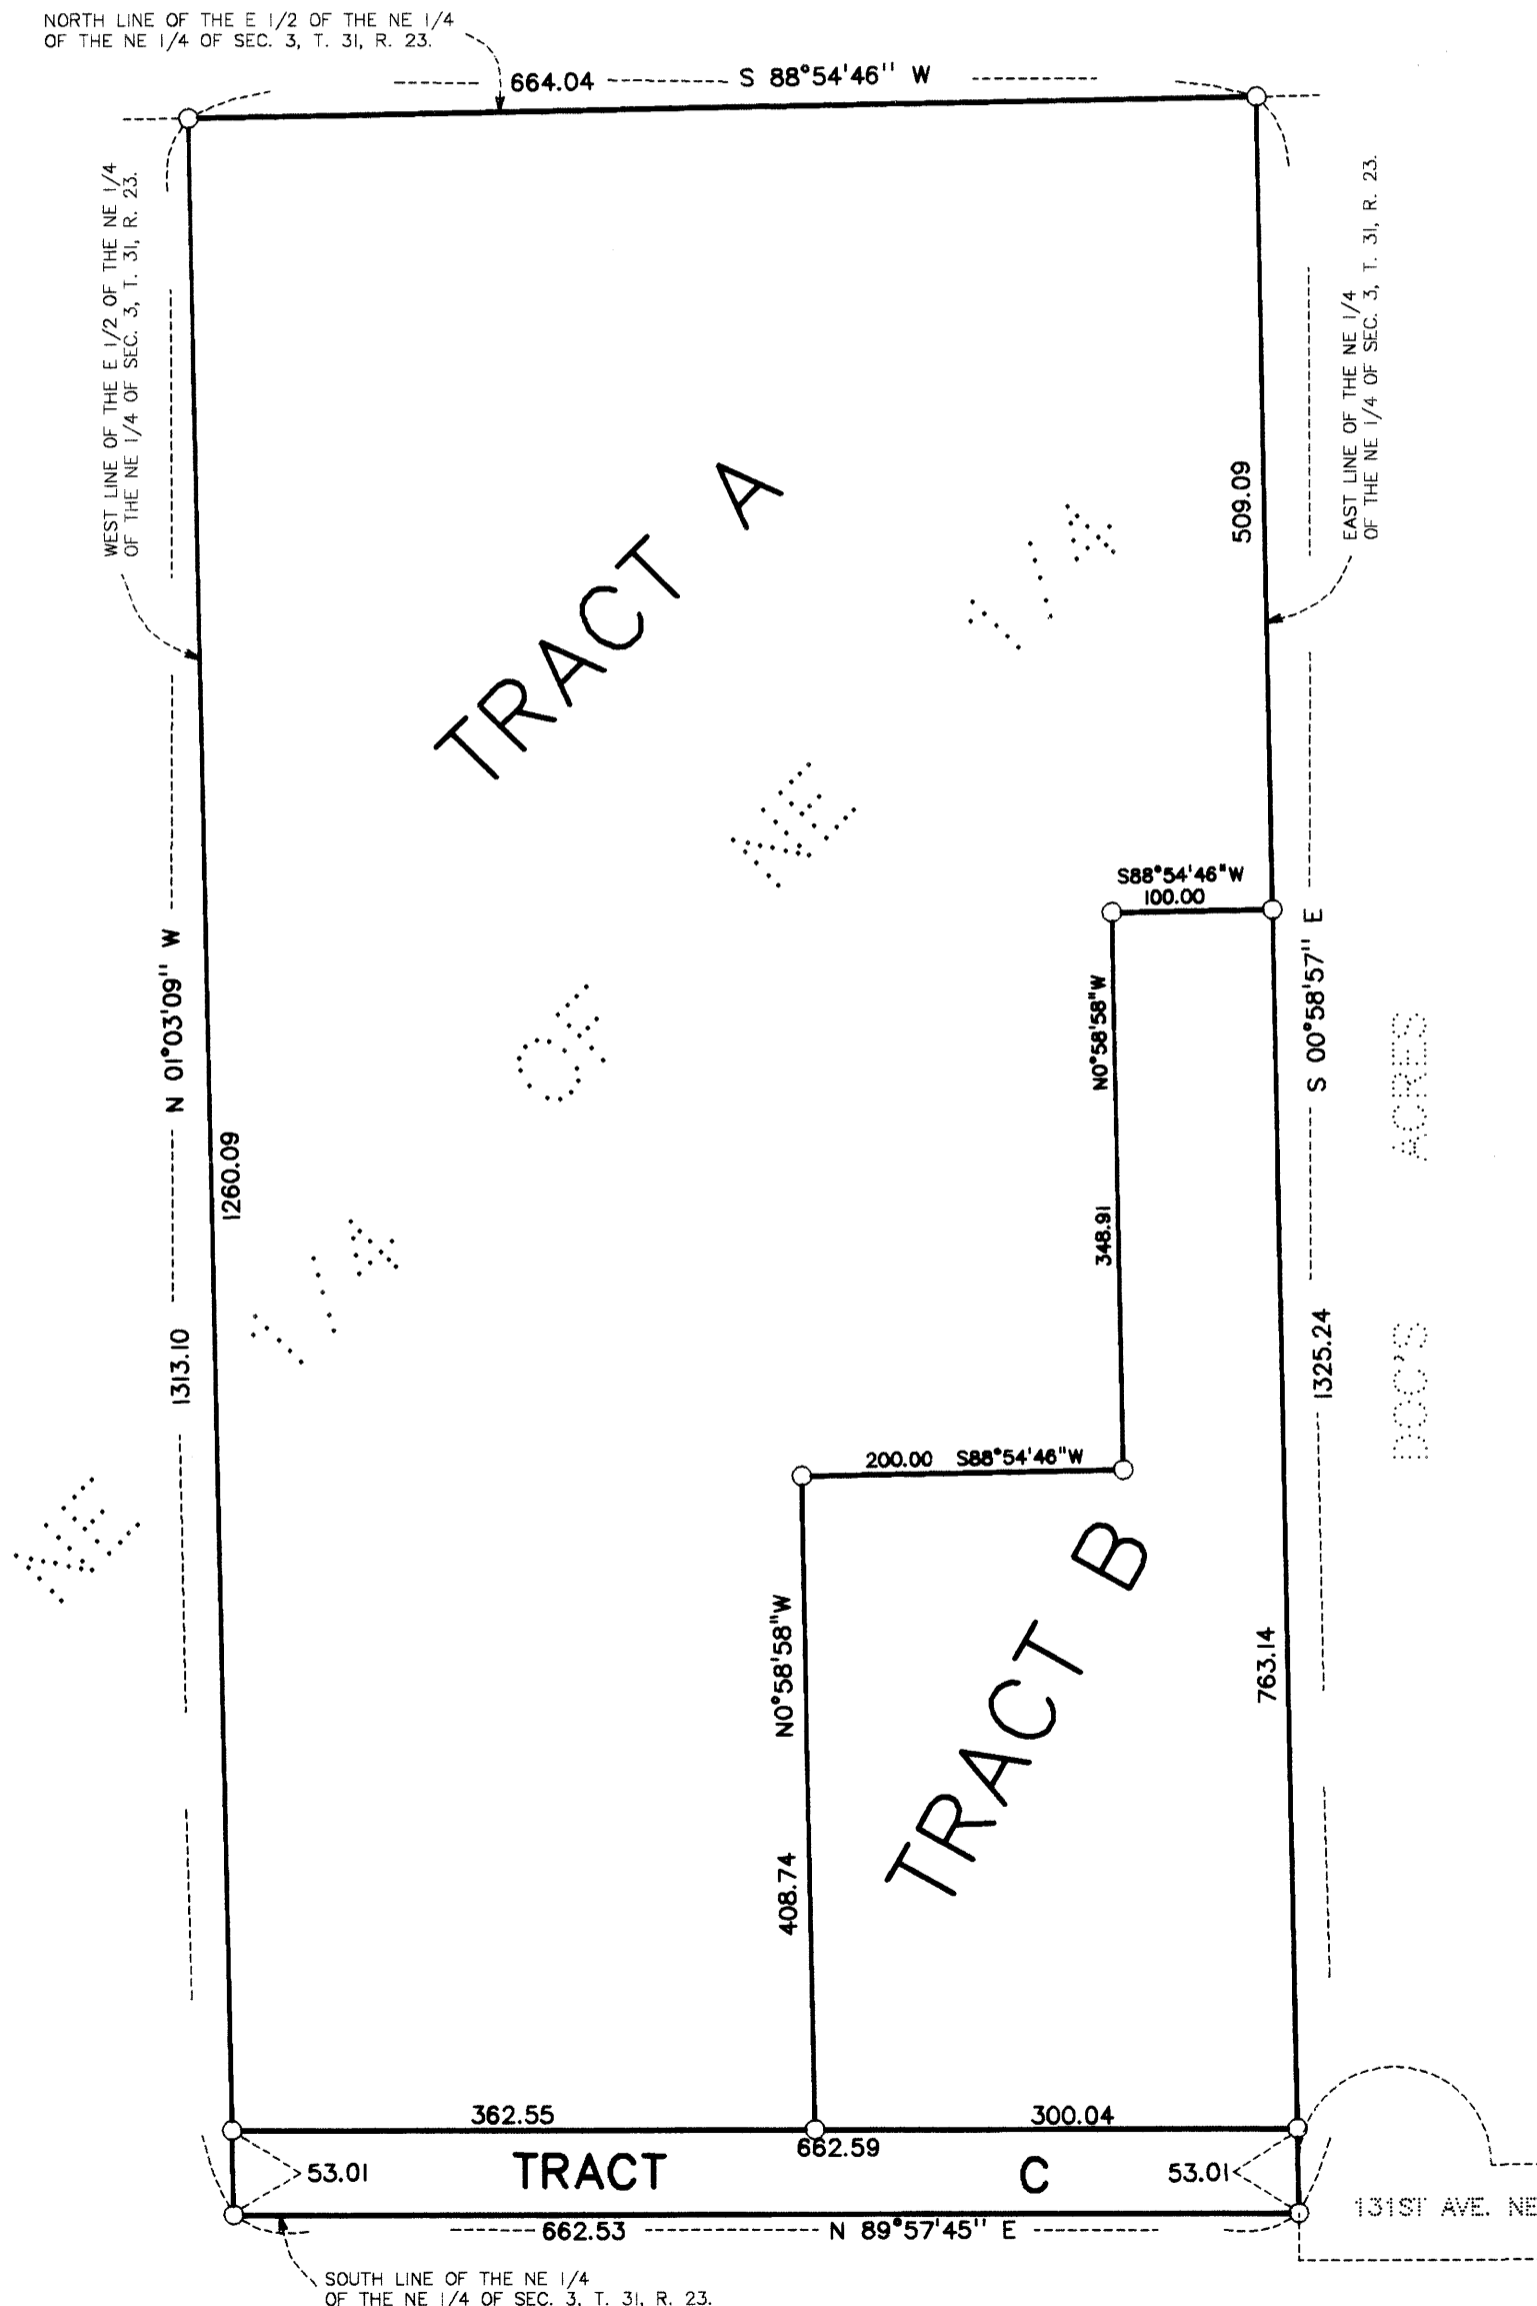 NORTH LINE OF THE E 1/2 OF THE NE 1/4
OF THE NE 1/4 OF SEC. 3, T. 31, R. 23.
664.04
S 88°54'46'' W
WEST LINE OF THE E 1/2 OF THE NE 1/4
OF THE NE 1/4 OF SEC. 3, T. 31, R. 23.
EAST LINE OF THE NE 1/4
OF THE NE 1/4 OF SEC. 3, T. 31, R. 23.
509.09
TRACT A
NE 1/4 OF NE 1/4
S88°54'46"W
100.00
N 01°03'09'' W
N0°58'58"W
S 00°58'57'' E
1260.09
348.91
1313.10
1325.24
DOC'S ACRES
200.00 S88°54'46"W
TRACT B
N0°58'58"W
763.14
408.74
362.55
300.04
662.59
53.01
TRACT C
53.01
131ST AVE. NE
662.53
N 89°57'45'' E
SOUTH LINE OF THE NE 1/4
OF THE NE 1/4 OF SEC. 3, T. 31, R. 23.